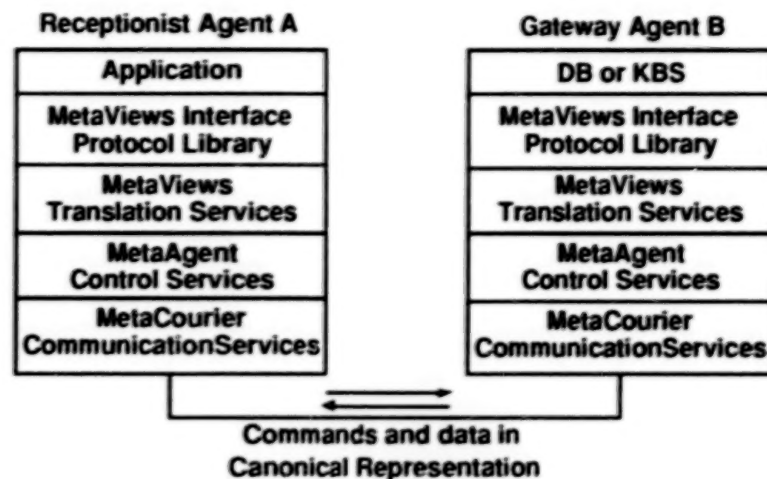 Receptionist Agent A
Application
MetaViews Interface
Protocol Library
MetaViews
Translation Services
MetaAgent
Control Services
MetaCourier
CommunicationServices
Gateway Agent B
DB or KBS
MetaViews Interface
Protocol Library
MetaViews
Translation Services
MetaAgent
Control Services
MetaCourier
CommunicationServices
Commands and data in
Canonical Representation